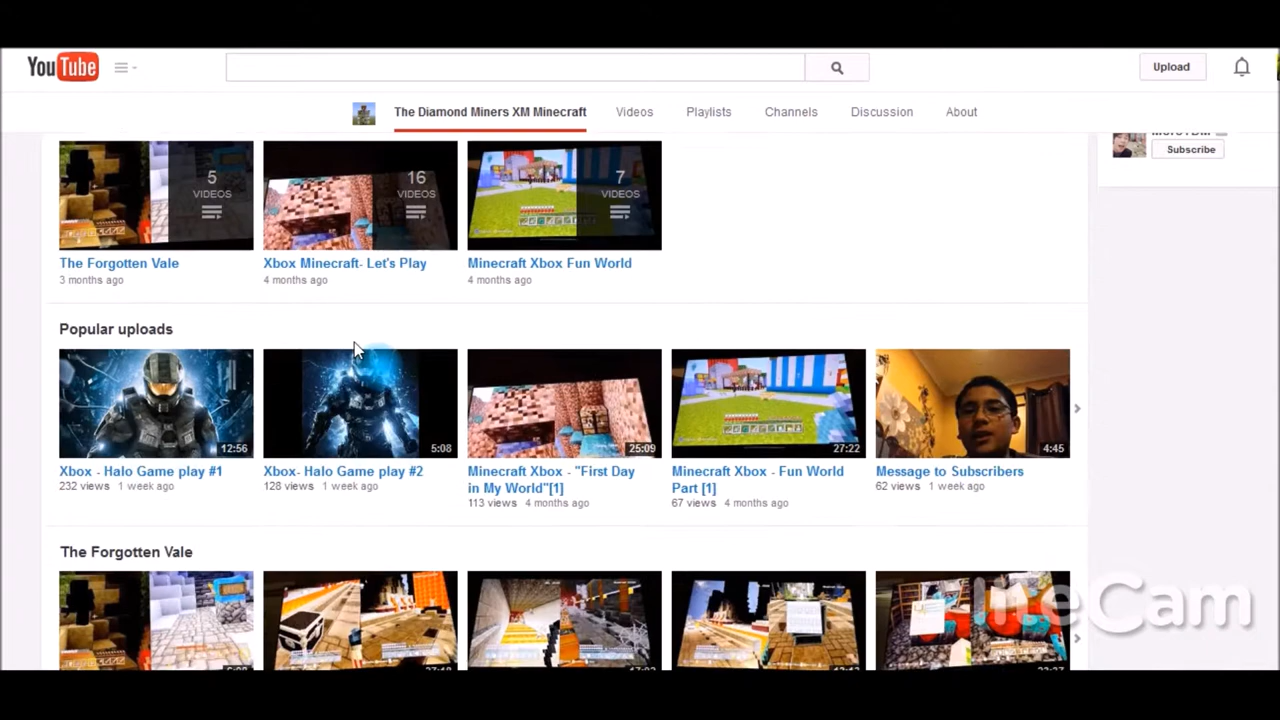 YouTube
Upload
The Diamond Miners XM Minecraft
Videos
Playlists
Channels
Discussion
About
Subscribe
5
VIDEOS
16
VIDEOS
7
VIDEOS
The Forgotten Vale
Xbox Minecraft- Let's Play
Minecraft Xbox Fun World
3 months ago
4 months ago
4 months ago
Popular uploads
12:56
5:08
25:09
27:22
4:45
Xbox - Halo Game play #1
232 views 1 week ago
Xbox- Halo Game play #2
128 views 1 week ago
Minecraft Xbox - "First Day
in My World"[1]
113 views 4 months ago
Minecraft Xbox - Fun World
Part [1]
67 views 4 months ago
Message to Subscribers
62 views 1 week ago
The Forgotten Vale
liteCam